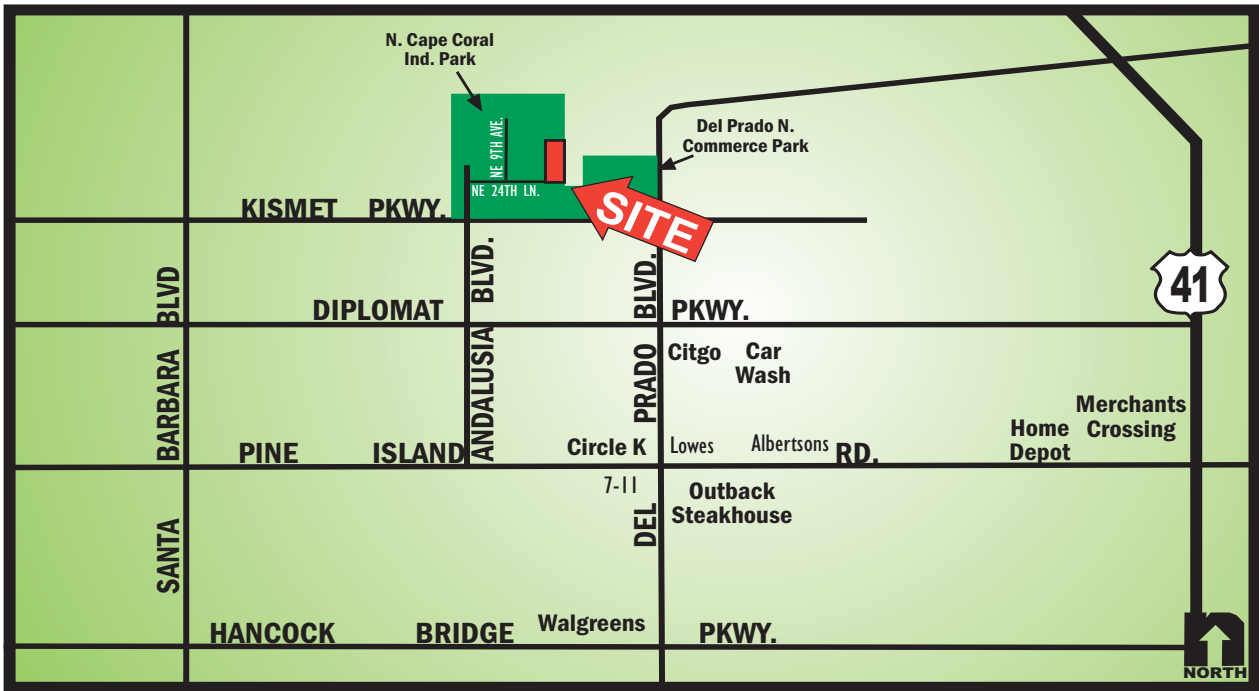 N. Cape Coral
Ind. Park
Del Prado N.
Commerce Park
NE 9TH AVE.
NE 24TH LN.
SITE
KISMET PKWY.
41
DIPLOMAT PKWY.
Citgo
Car
Wash
Merchants
Crossing
Home
Depot
PINE ISLAND RD.
Circle K
Lowes
Albertsons
7-11
Outback
Steakhouse
Walgreens
HANCOCK BRIDGE PKWY.
SANTA BARBARA BLVD
ANDALUSIA BLVD.
DEL PRADO BLVD.
n
NORTH